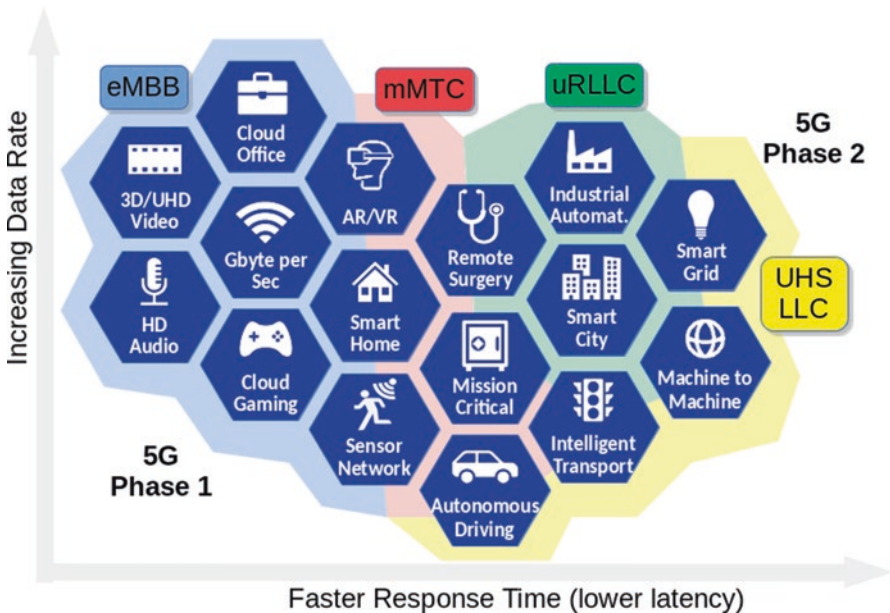 eMBB
mMTC
uRLLC
5G
Phase 2
UHS
LLC
Cloud
Office
3D/UHD
Video
AR/VR
Industrial
Automat.
Gbyte per
Sec
Remote
Surgery
Smart
Grid
HD
Audio
Smart
Home
Smart
City
Cloud
Gaming
Mission
Critical
Machine to
Machine
Sensor
Network
Intelligent
Transport
Autonomous
Driving
5G
Phase 1
Increasing Data Rate
Faster Response Time (lower latency)